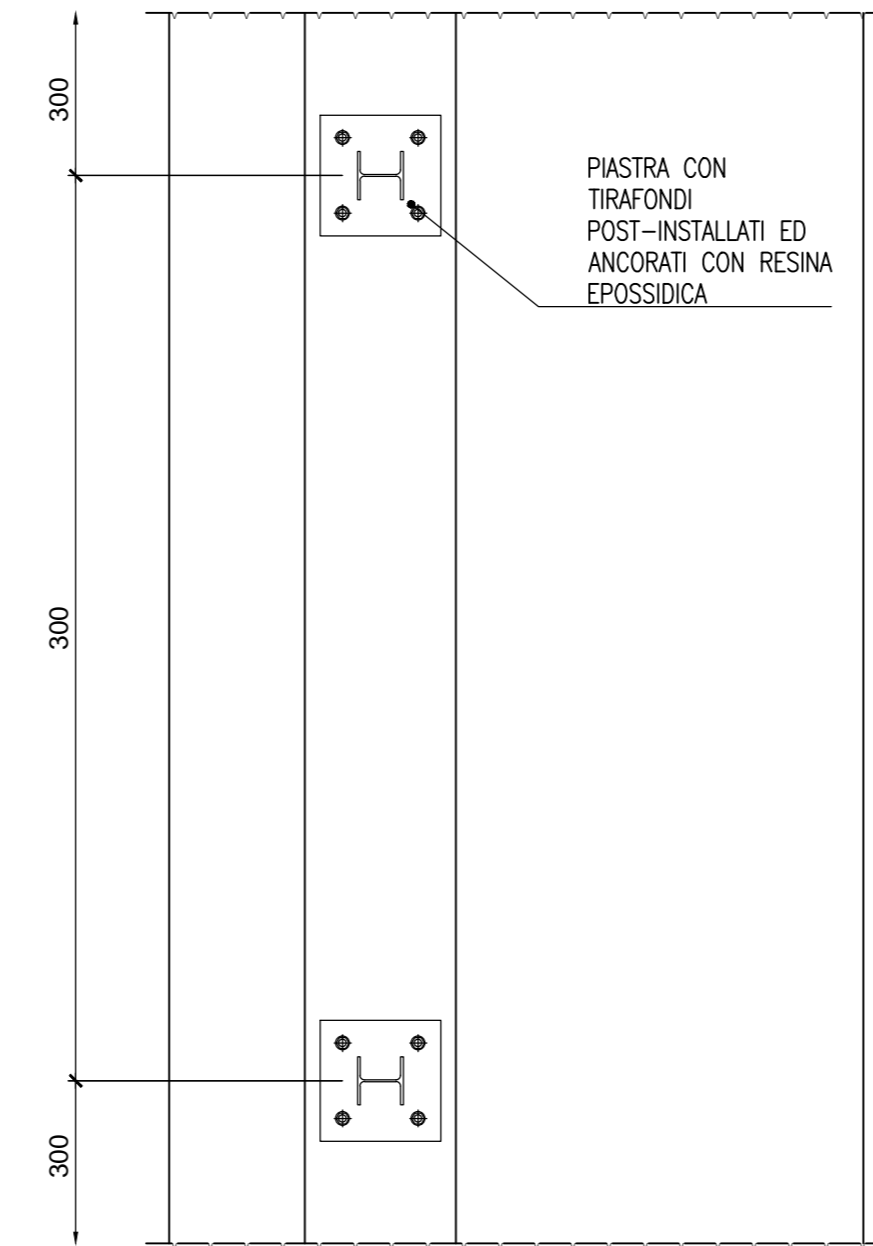 300
PIASTRA CON
TIRAFONDI
POST-INSTALLATI ED
ANCORATI CON RESINA
EPOSSIDICA
300
300